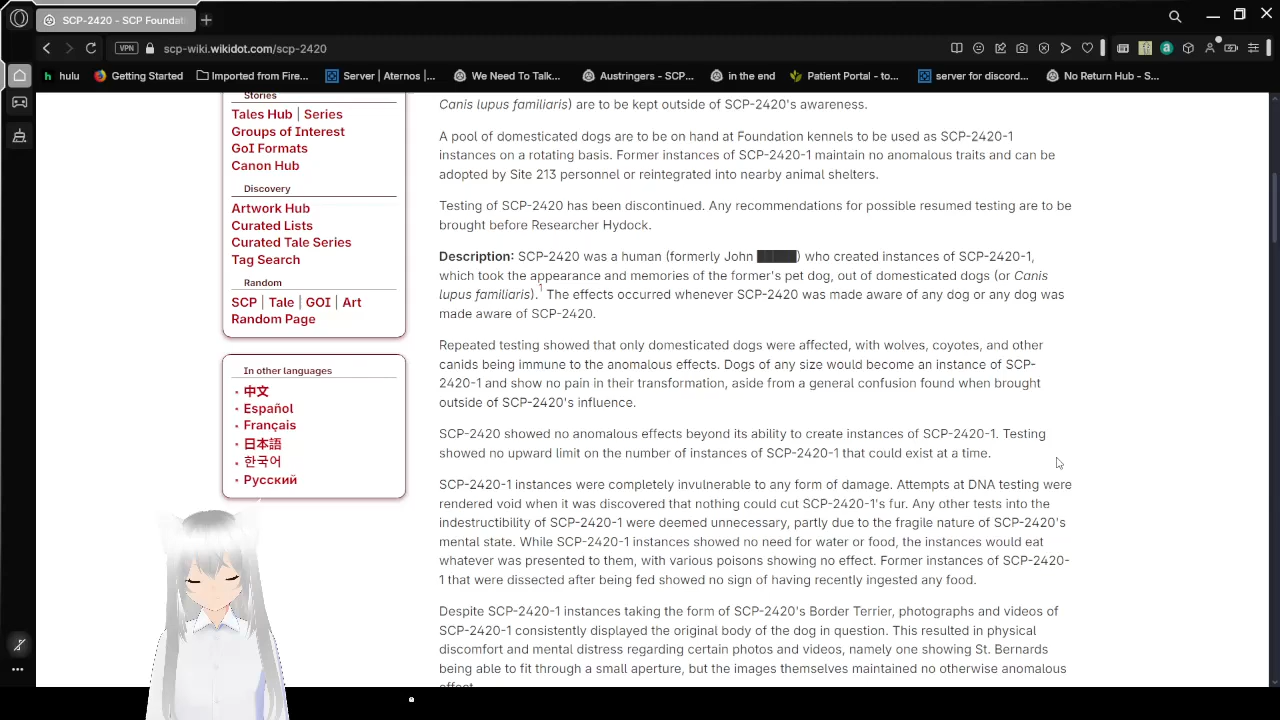 SCP-2420 - SCP Foundati
VPN scp-wiki.wikidot.com/scp-2420
hulu Getting Started Imported from Fire... Server | Aternos |... We Need To Talk... Austringers - SCP... in the end Patient Portal - to... server for discord... No Return Hub - S...
Stories
Tales Hub | Series
Groups of Interest
GoI Formats
Canon Hub
Discovery
Artwork Hub
Curated Lists
Curated Tale Series
Tag Search
Random
SCP | Tale | GOI | Art
Random Page
In other languages
中文
Español
Français
日本語
한국어
Русский
Canis lupus familiaris) are to be kept outside of SCP-2420's awareness.
A pool of domesticated dogs are to be on hand at Foundation kennels to be used as SCP-2420-1
instances on a rotating basis. Former instances of SCP-2420-1 maintain no anomalous traits and can be
adopted by Site 213 personnel or reintegrated into nearby animal shelters.
Testing of SCP-2420 has been discontinued. Any recommendations for possible resumed testing are to be
brought before Researcher Hydock.
Description: SCP-2420 was a human (formerly John █████) who created instances of SCP-2420-1,
which took the appearance and memories of the former's pet dog, out of domesticated dogs (or Canis
lupus familiaris).1 The effects occurred whenever SCP-2420 was made aware of any dog or any dog was
made aware of SCP-2420.
Repeated testing showed that only domesticated dogs were affected, with wolves, coyotes, and other
canids being immune to the anomalous effects. Dogs of any size would become an instance of SCP-
2420-1 and show no pain in their transformation, aside from a general confusion found when brought
outside of SCP-2420's influence.
SCP-2420 showed no anomalous effects beyond its ability to create instances of SCP-2420-1. Testing
showed no upward limit on the number of instances of SCP-2420-1 that could exist at a time.
SCP-2420-1 instances were completely invulnerable to any form of damage. Attempts at DNA testing were
rendered void when it was discovered that nothing could cut SCP-2420-1's fur. Any other tests into the
indestructibility of SCP-2420-1 were deemed unnecessary, partly due to the fragile nature of SCP-2420's
mental state. While SCP-2420-1 instances showed no need for water or food, the instances would eat
whatever was presented to them, with various poisons showing no effect. Former instances of SCP-2420-
1 that were dissected after being fed showed no sign of having recently ingested any food.
Despite SCP-2420-1 instances taking the form of SCP-2420's Border Terrier, photographs and videos of
SCP-2420-1 consistently displayed the original body of the dog in question. This resulted in physical
discomfort and mental distress regarding certain photos and videos, namely one showing St. Bernards
being able to fit through a small aperture, but the images themselves maintained no otherwise anomalous
effect.